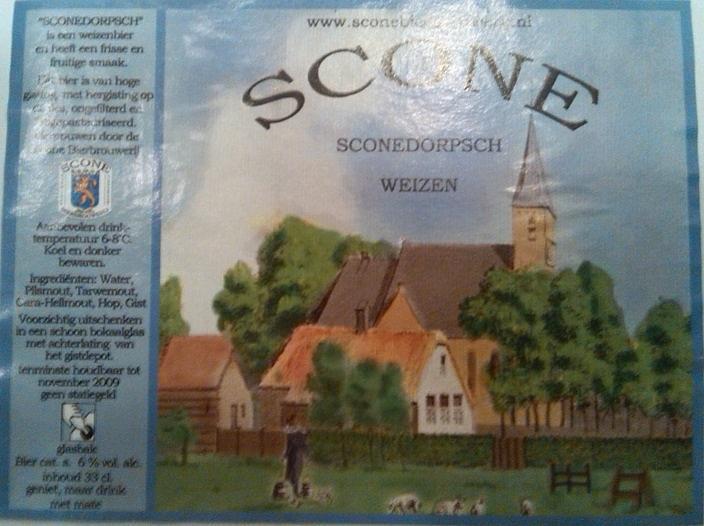 "SCONEDORPSCH"
is een weizenbier
en heeft een frisse en
fruitige smaak.
Dit bier is van hoge
gisting, met hergisting op
ongefilterd en
door de
SCONE
Aanbevolen drink-
temperatuur 6-8°C.
Koel en donker
bewaren.
Ingrediënten: Water,
Pilsmout, Tarwemout,
Cara-Hellmout, Hop, Gist
Voorzichtig uitschenken
in een schoon bokaalglas
met achterlating van
het gistdepot.
tenminste houdbaar tot
november 2009
geen statiegeld
glasbak
Bier cat. s. 6 % vol. alc.
inhoud 33 cl.
geniet, maar drink
met mate
SCONE
SCONEDORPSCH
WEIZEN